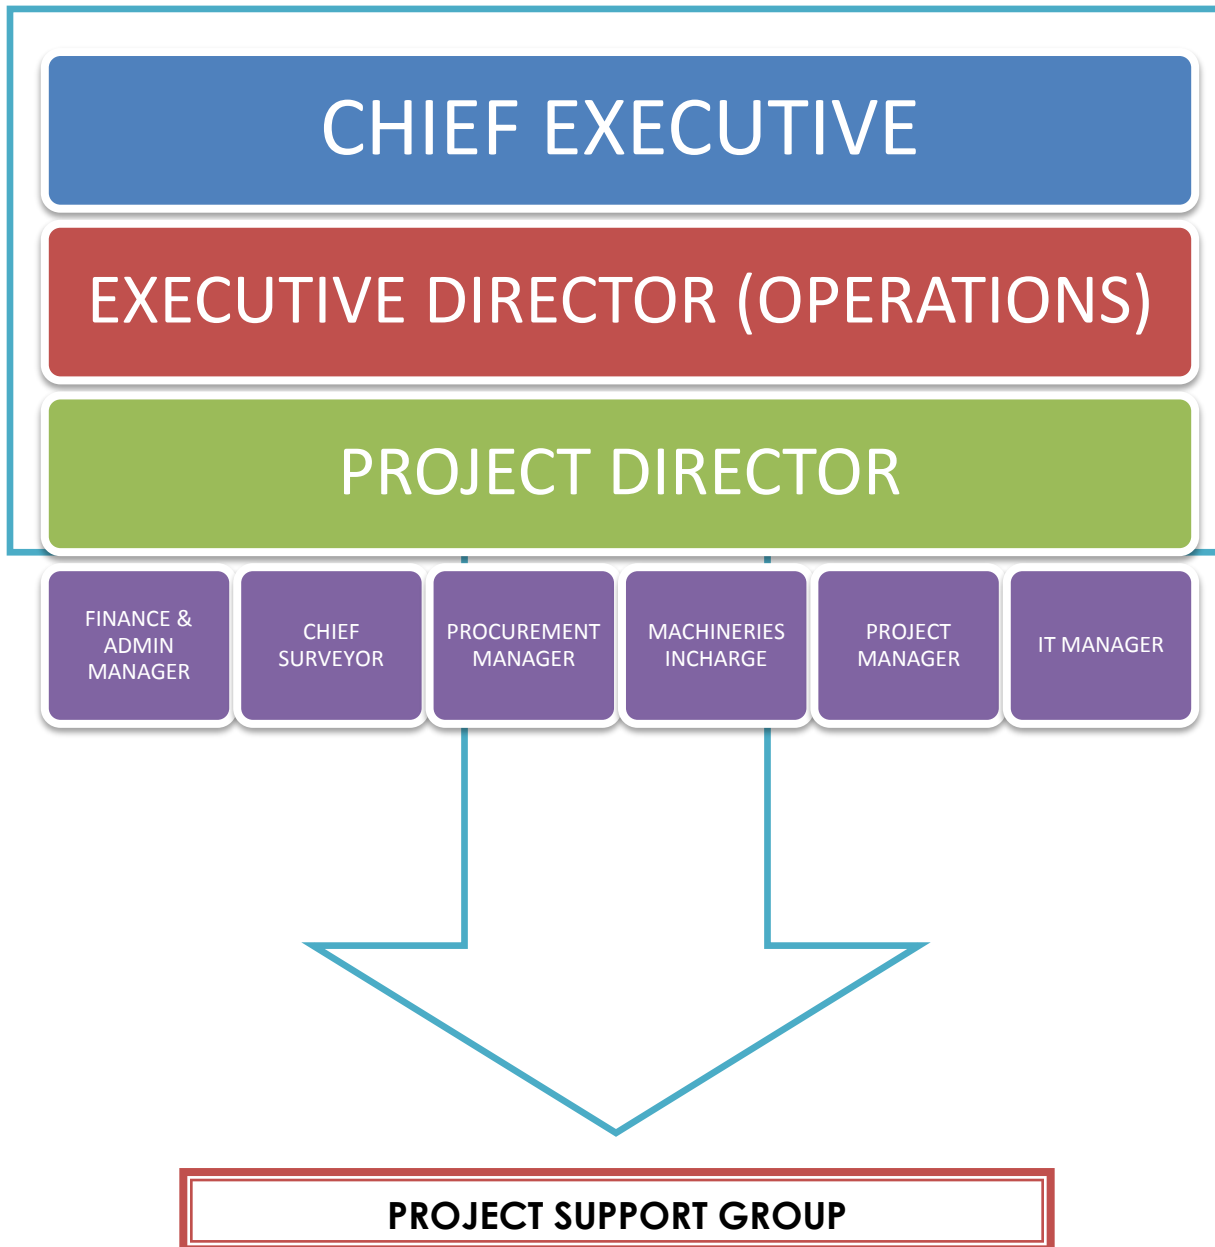 CHIEF EXECUTIVE
EXECUTIVE DIRECTOR (OPERATIONS)
PROJECT DIRECTOR
FINANCE &
ADMIN
MANAGER
CHIEF
SURVEYOR
PROCUREMENT
MANAGER
MACHINERIES
INCHARGE
PROJECT
MANAGER
IT MANAGER
PROJECT SUPPORT GROUP